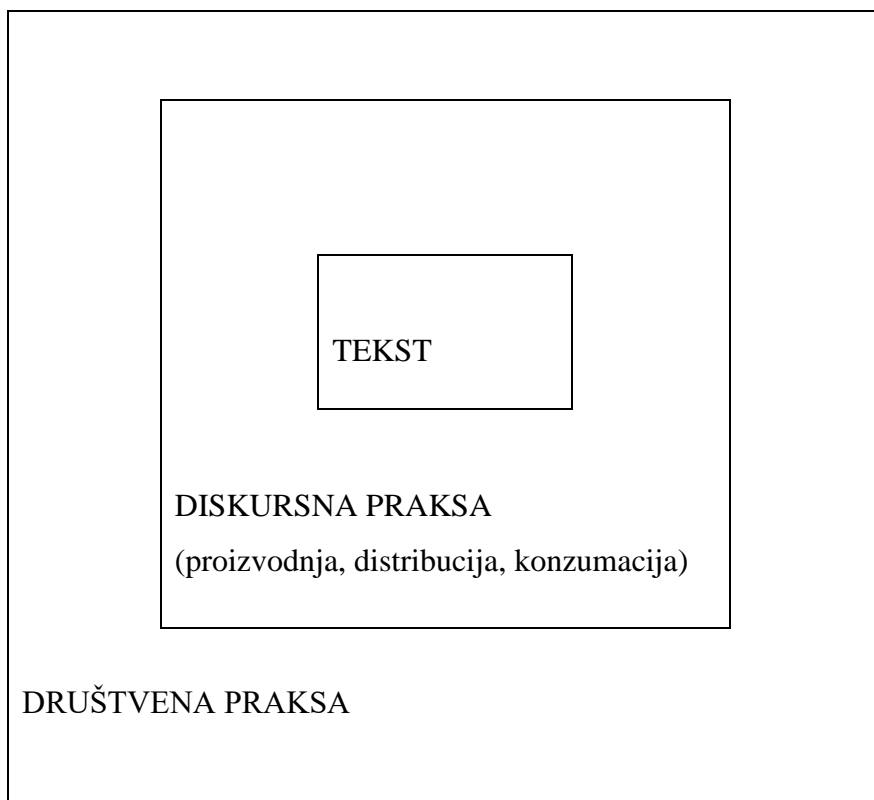 TEKST
DISKURSNA PRAKSA
(proizvodnja, distribucija, konzumacija)
DRUŠTVENA PRAKSA